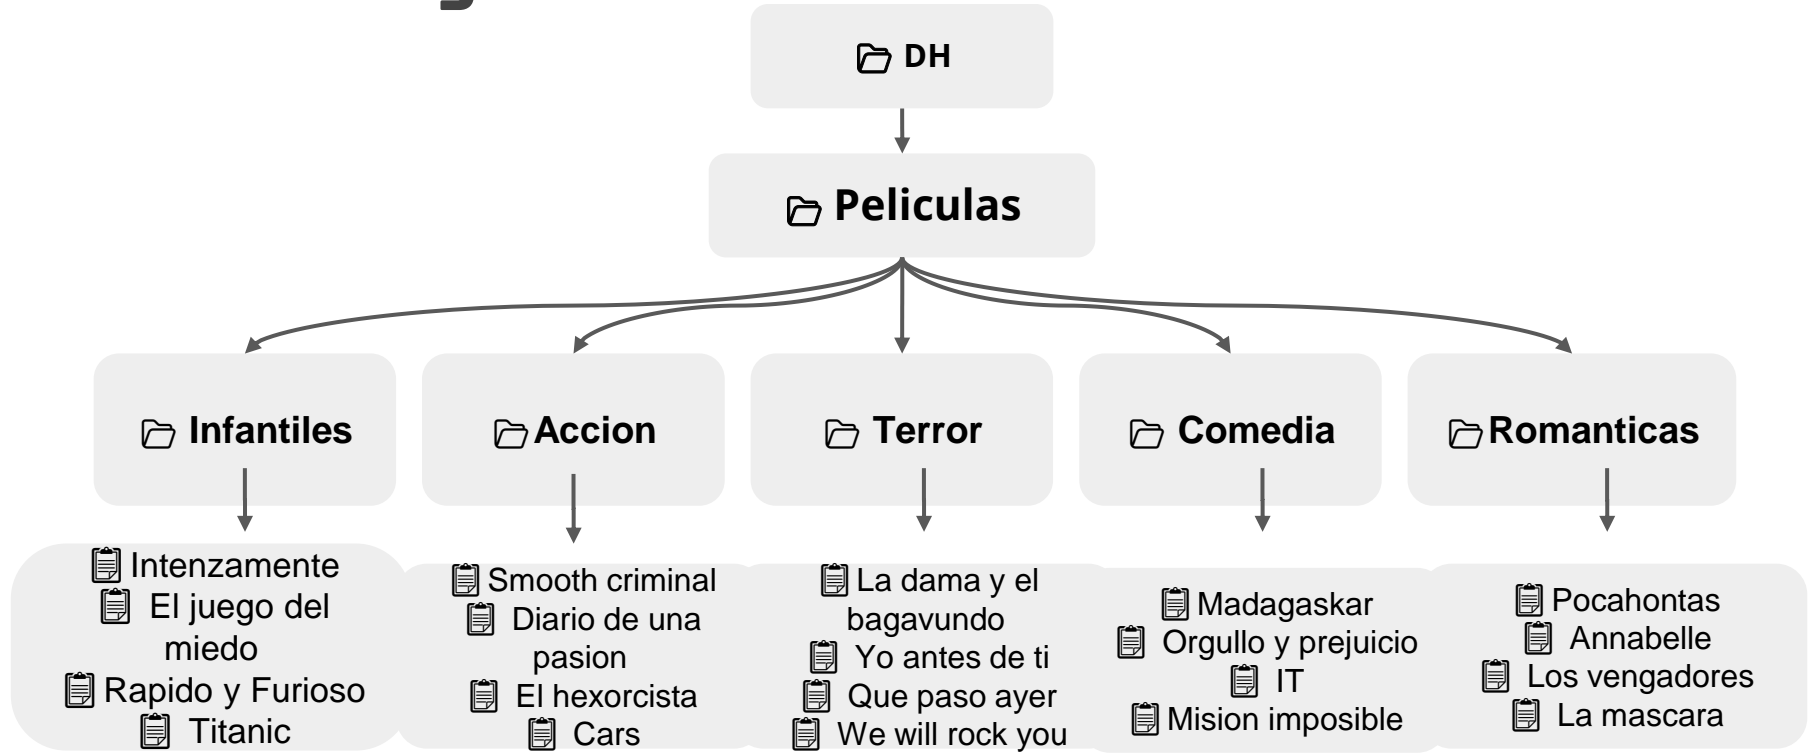 DH
Peliculas
Infantiles
Accion
Terror
Comedia
Romanticas
Intenzamente
El juego del
miedo
Rapido y Furioso
Titanic
Smooth criminal
Diario de una
pasion
El hexorcista
Cars
La dama y el
bagavundo
Yo antes de ti
Que paso ayer
We will rock you
Madagaskar
Orgullo y prejuicio
IT
Mision imposible
Pocahontas
Annabelle
Los vengadores
La mascara